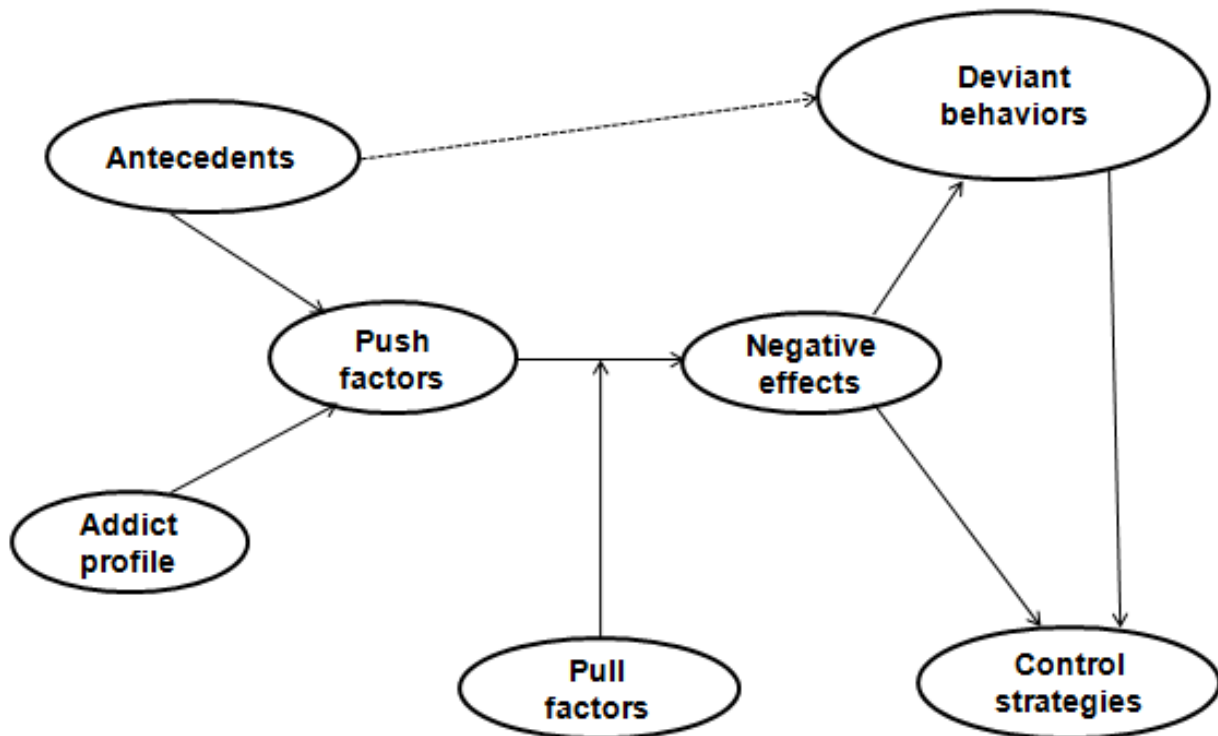 Deviant
behaviors
Antecedents
Push
factors
Negative
effects
Addict
profile
Pull
factors
Control
strategies